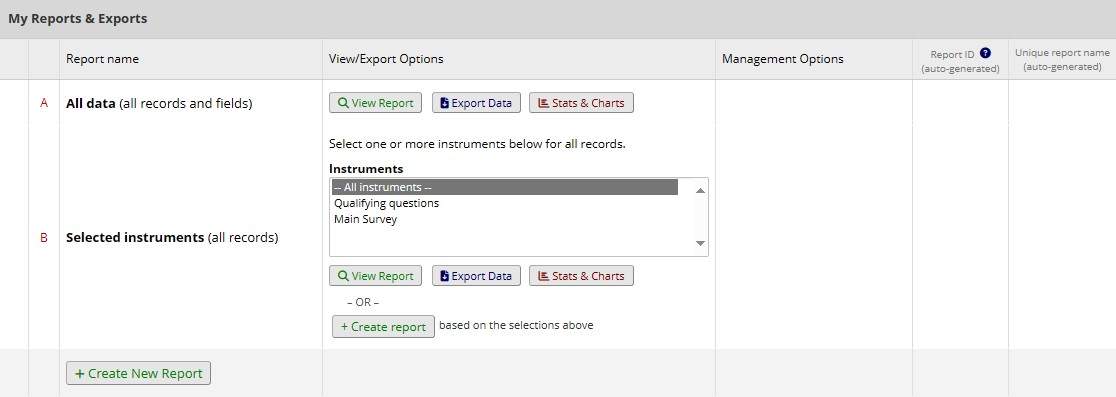 My Reports & Exports
Report name
View/Export Options
Management Options
Report ID ?
(auto-generated)
Unique report name
(auto-generated)
A
All data (all records and fields)
View Report
Export Data
Stats & Charts
Select one or more instruments below for all records.
Instruments
-- All instruments --
Qualifying questions
Main Survey
B
Selected instruments (all records)
View Report
Export Data
Stats & Charts
– OR –
+ Create report
based on the selections above
+ Create New Report